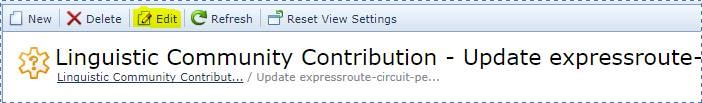 New Delete Edit Refresh Reset View Settings
Linguistic Community Contribution - Update expressroute-
Linguistic Community Contribut... / Update expressroute-circuit-pe...